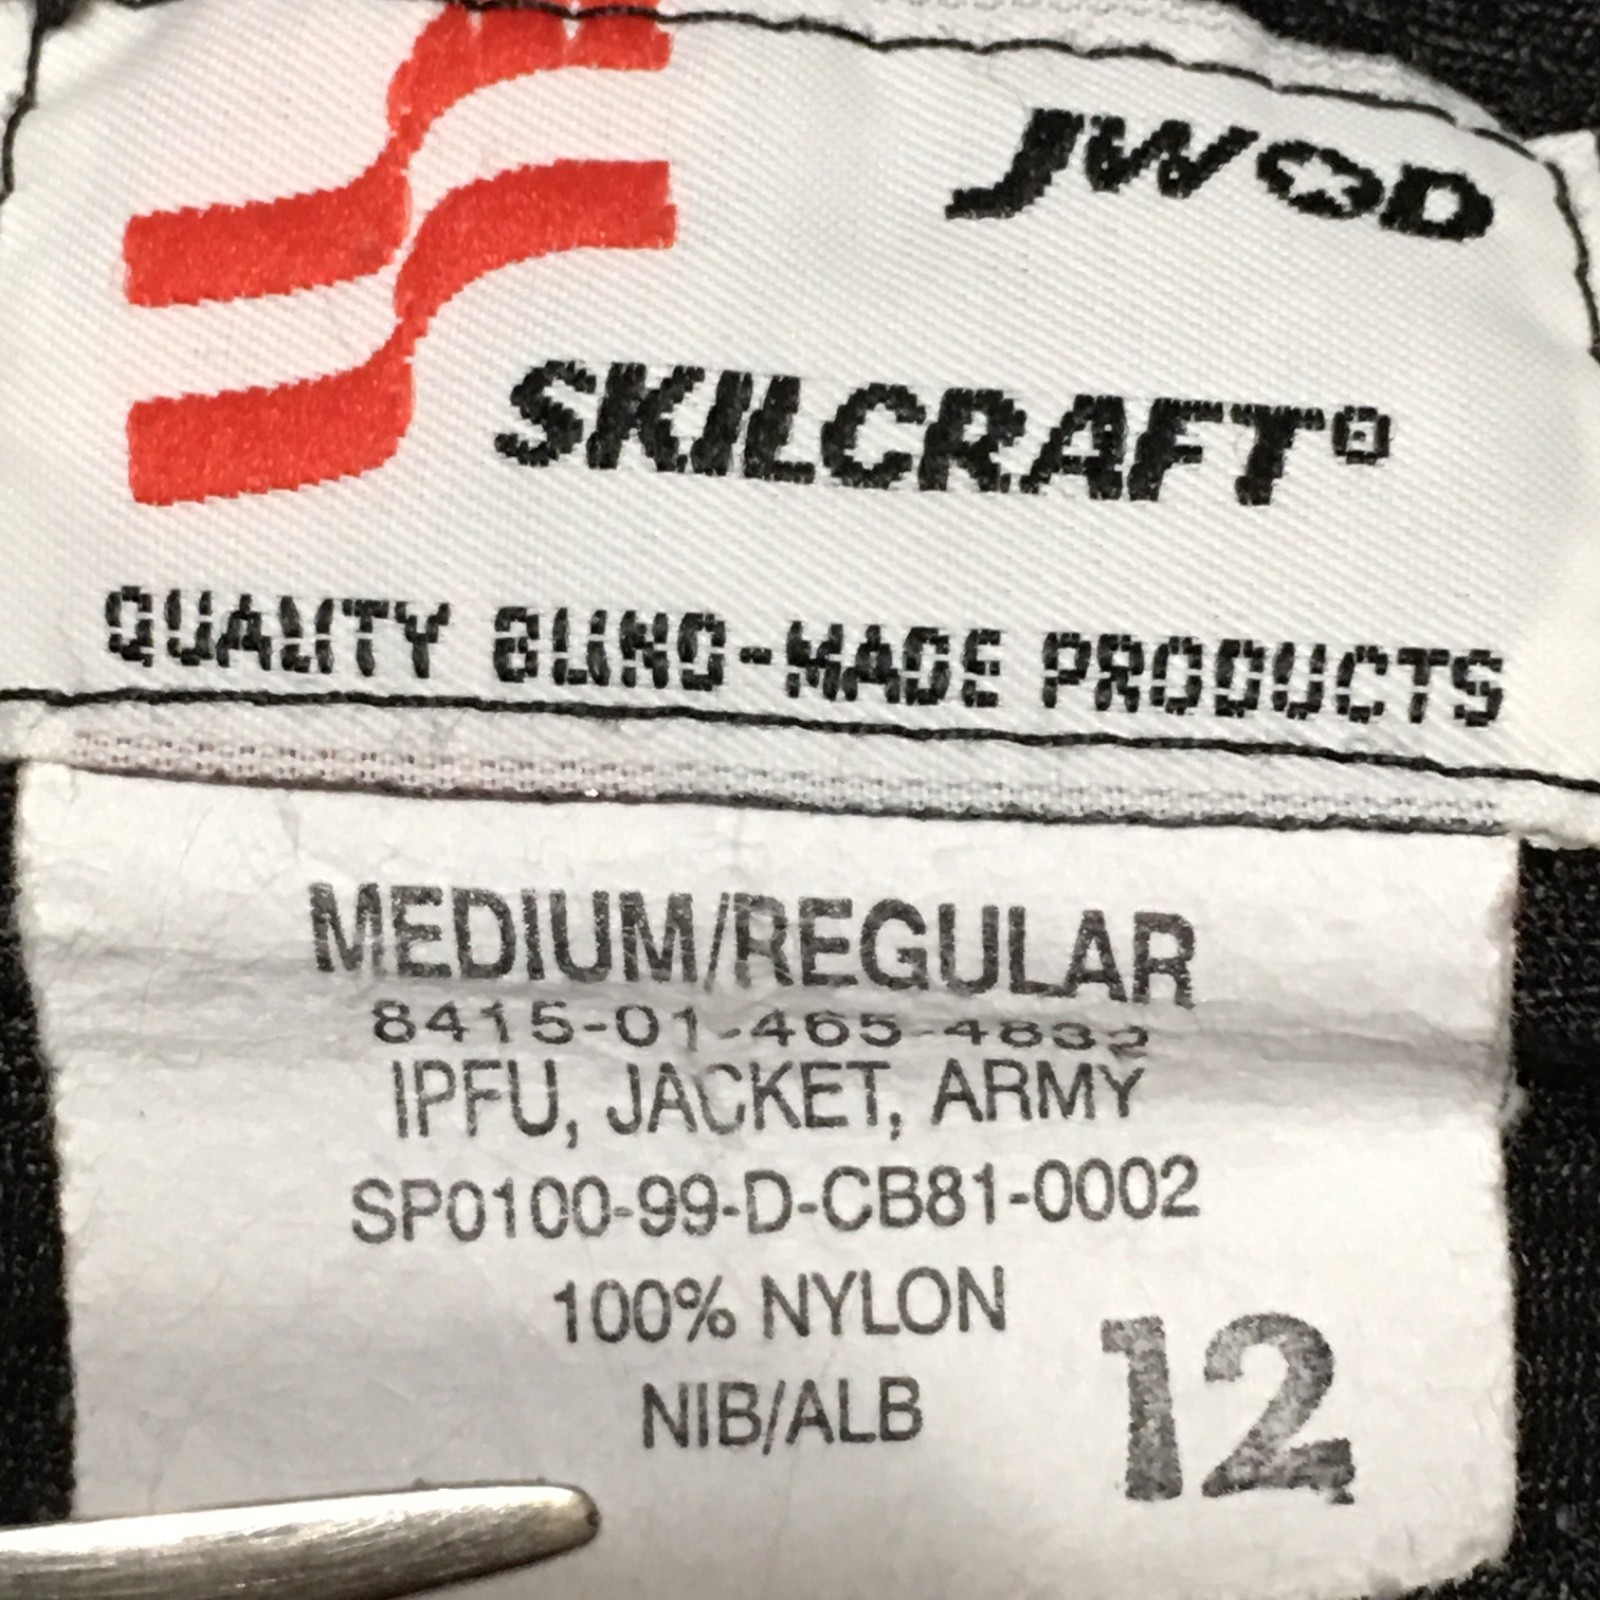 JWOD
SKILCRAFT®
QUALITY BLIND-MADE PRODUCTS
MEDIUM/REGULAR
8415-01-465-4832
IPFU, JACKET, ARMY
SP0100-99-D-CB81-0002
100% NYLON
NIB/ALB
12